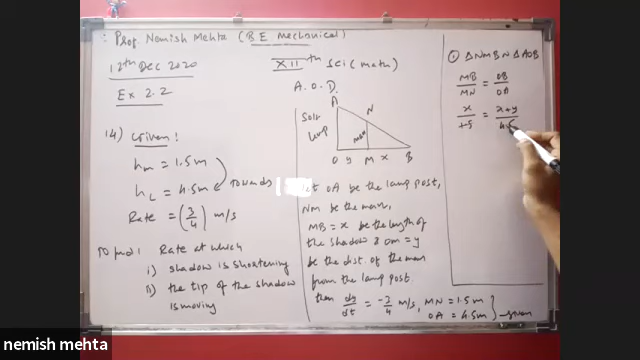 : Prof. Nemish Mehta (B.E Mechanical)
12th Dec 2020
XII th Sci (math)
Ex 2.2
A.O.D.
14) Given:
hm = 1.5m
hL = 4.5m towards
Rate = (3/4) m/s
To find: Rate at which
i) shadow is shortening
ii) the tip of the shadow
is moving
Soln
Lamp
A
N
man
O y M x B
let OA be the lamp post,
NM be the man,
MB = x be the length of
the shadow & OM = y
be the dist. of the man
from the lamp post.
then dy/dt = -3/4 m/s, MN = 1.5m
OA = 4.5m } given
① ΔNMB ~ ΔAOB
MB/MN = OB/OA
x/1.5 = x+y/4.5
nemish mehta